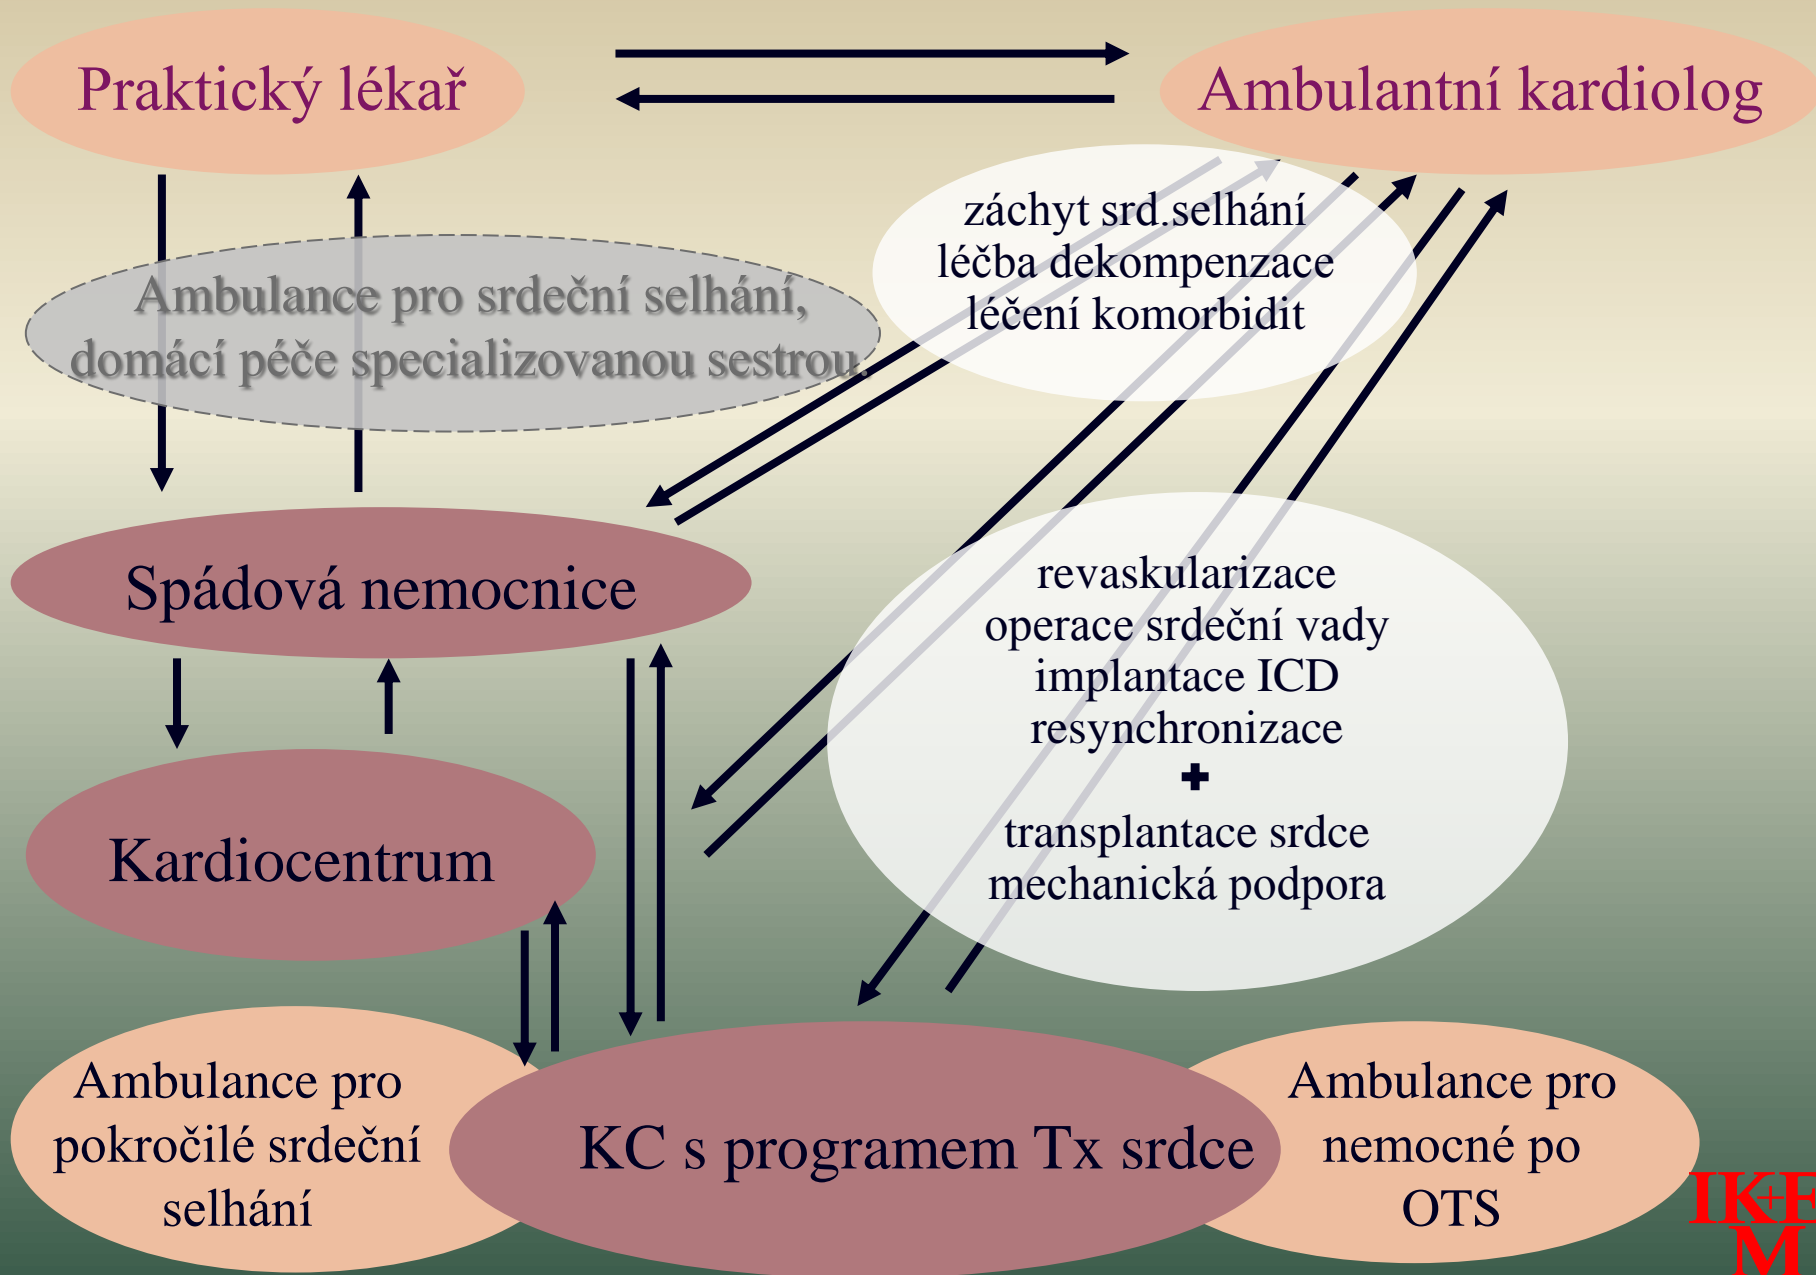 Praktický lékař
Ambulantní kardiolog
záchyt srd.selhání
léčba dekompenzace
léčení komorbidit
Ambulance pro srdeční selhání,
domácí péče specializovanou sestrou.
Spádová nemocnice
revaskularizace
operace srdeční vady
implantace ICD
resynchronizace
+
transplantace srdce
mechanická podpora
Kardiocentrum
Ambulance pro
pokročilé srdeční
selhání
KC s programem Tx srdce
Ambulance pro
nemocné po
OTS
IK+E
M